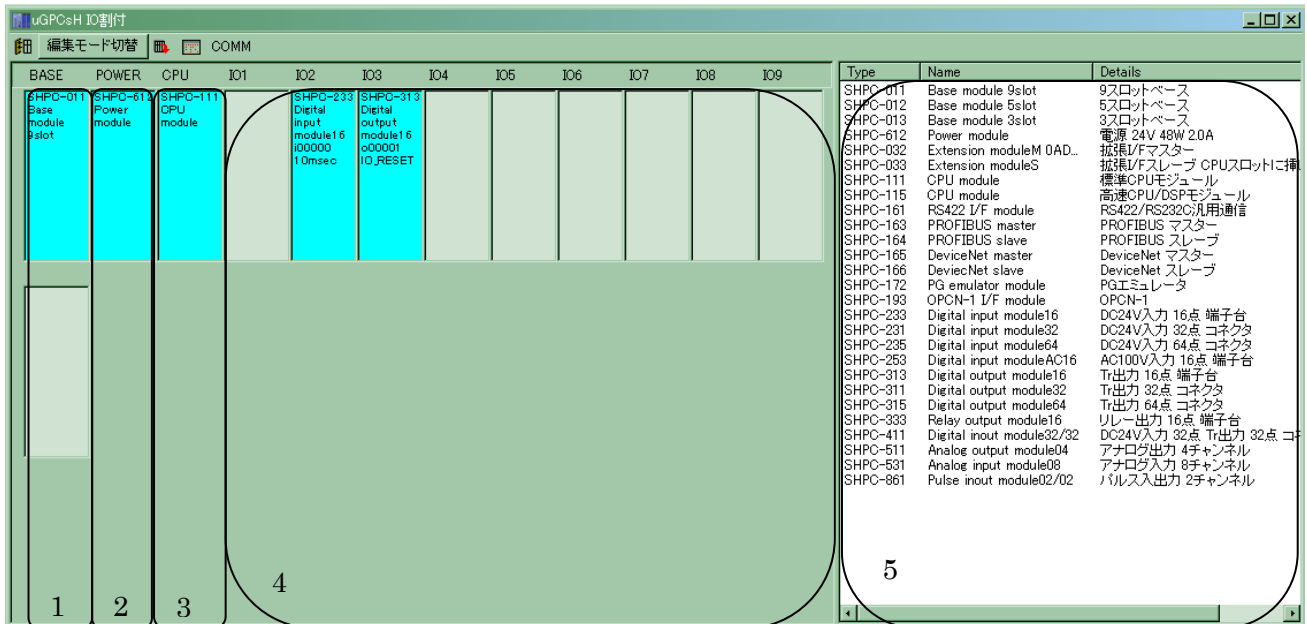 uGPCsH IO割付
編集モード切替 COMM
BASE POWER CPU IO1 IO2 IO3 IO4 IO5 IO6 IO7 IO8 IO9
SHPC-011
Base
module
9slot
SHPC-612
Power
module
SHPC-111
CPU
module
SHPC-233
Digital
input
module16
i00000
10msec
SHPC-313
Digital
output
module16
o00001
IO_RESET
Type Name Details
SHPC-011 Base module 9slot 9スロットベース
SHPC-012 Base module 5slot 5スロットベース
SHPC-013 Base module 3slot 3スロットベース
SHPC-612 Power module 電源 24V 48W 2.0A
SHPC-032 Extension moduleM 0AD... 拡張I/Fマスター
SHPC-033 Extension moduleS 拡張I/Fスレーブ CPUスロットに挿
SHPC-111 CPU module 標準CPUモジュール
SHPC-115 CPU module 高速CPU/DSPモジュール
SHPC-161 RS422 I/F module RS422/RS232C汎用通信
SHPC-163 PROFIBUS master PROFIBUS マスター
SHPC-164 PROFIBUS slave PROFIBUS スレーブ
SHPC-165 DeviceNet master DeviceNet マスター
SHPC-166 DeviecNet slave DeviceNet スレーブ
SHPC-172 PG emulator module PGエミュレータ
SHPC-193 OPCN-1 I/F module OPCN-1
SHPC-233 Digital input module16 DC24V入力 16点 端子台
SHPC-231 Digital input module32 DC24V入力 32点 コネクタ
SHPC-235 Digital input module64 DC24V入力 64点 コネクタ
SHPC-253 Digital input moduleAC16 AC100V入力 16点 端子台
SHPC-313 Digital output module16 Tr出力 16点 端子台
SHPC-311 Digital output module32 Tr出力 32点 コネクタ
SHPC-315 Digital output module64 Tr出力 64点 コネクタ
SHPC-333 Relay output module16 リレー出力 16点 端子台
SHPC-411 Digital inout module32/32 DC24V入力 32点 Tr出力 32点 コネ
SHPC-511 Analog output module04 アナログ出力 4チャンネル
SHPC-531 Analog input module08 アナログ入力 8チャンネル
SHPC-861 Pulse inout module02/02 パルス入出力 2チャンネル
1 2 3 4 5